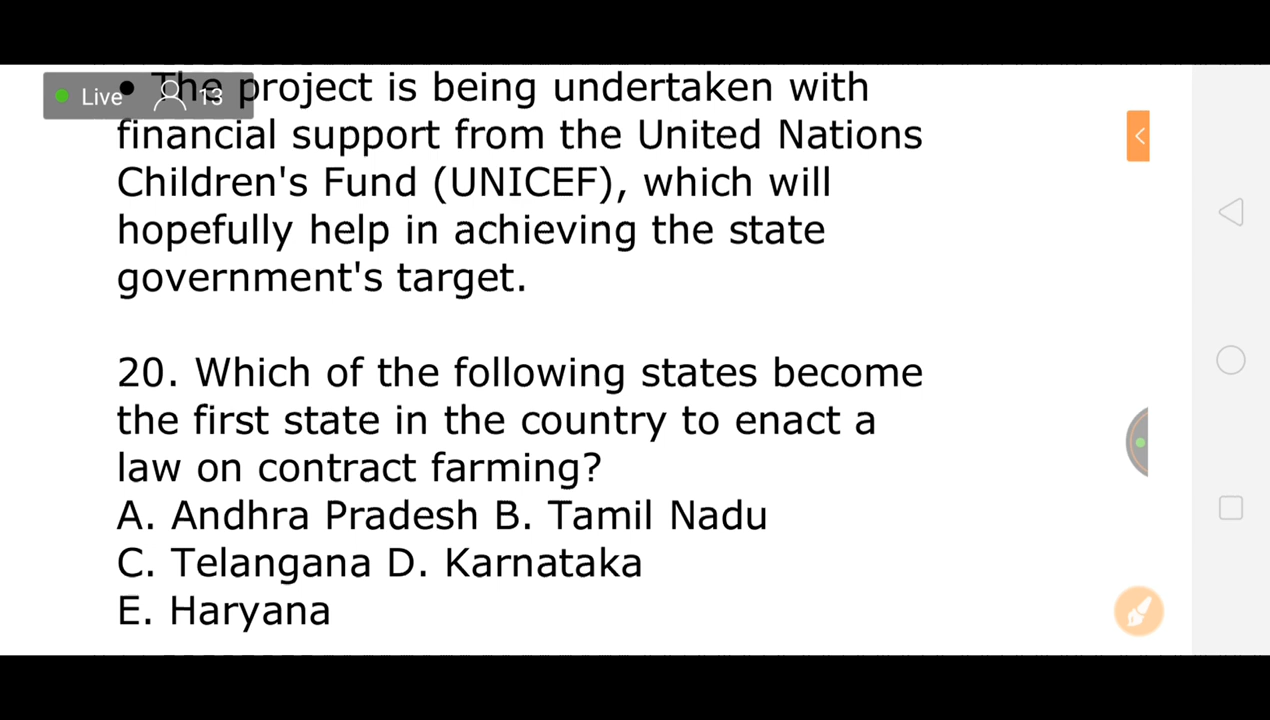 • The project is being undertaken with
Live 13
financial support from the United Nations
Children's Fund (UNICEF), which will
hopefully help in achieving the state
government's target.
20. Which of the following states become
the first state in the country to enact a
law on contract farming?
A. Andhra Pradesh B. Tamil Nadu
C. Telangana D. Karnataka
E. Haryana